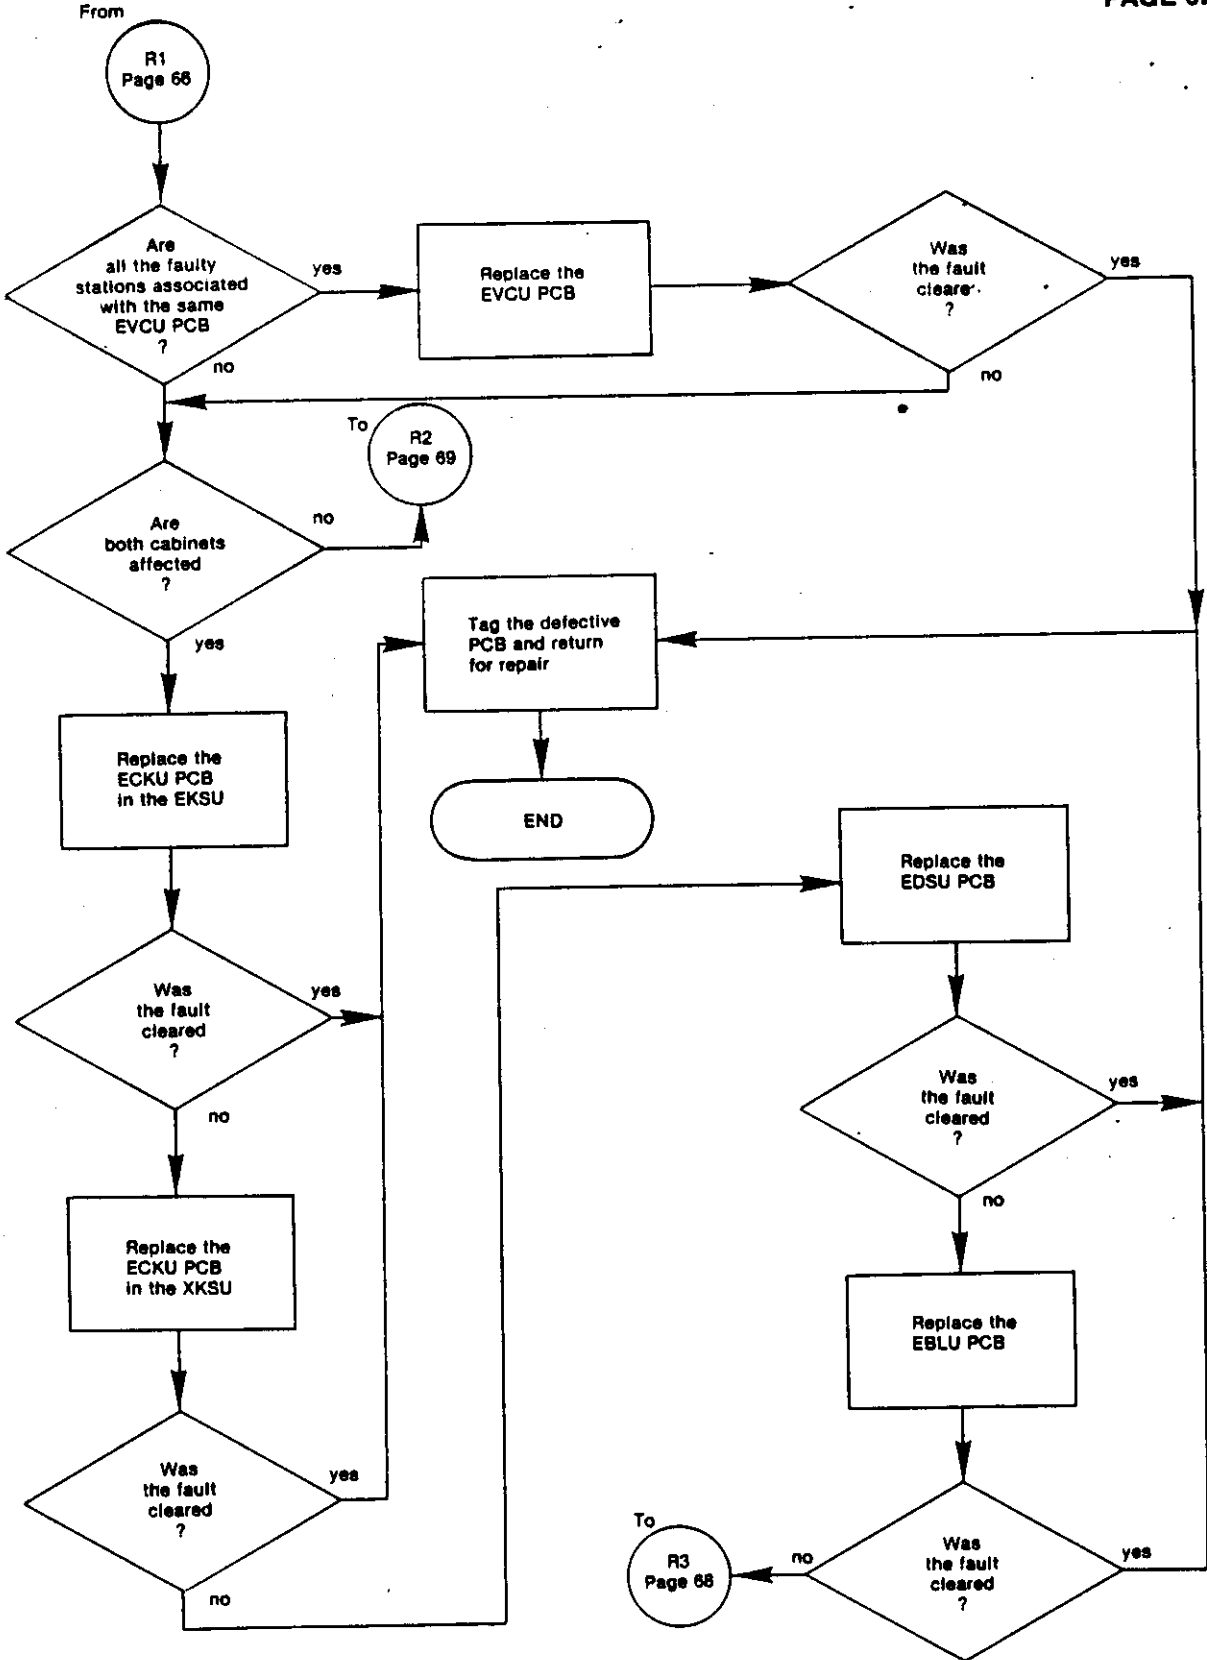 PAGE
From
R1
Page 66
Are
all the faulty
stations associated
with the same
EVCU PCB
?
yes
no
Replace the
EVCU PCB
Was
the fault
?
yes
no
To
R2
Page 69
Are
both cabinets
affected
?
no
yes
Tag the defective
PCB and return
for repair
END
Replace the
ECKU PCB
in the EKSU
Was
the fault
cleared
?
yes
no
Replace the
ECKU PCB
in the XKSU
Was
the fault
cleared
?
yes
no
Replace the
EDSU PCB
Was
the fault
cleared
?
yes
no
Replace the
EBLU PCB
Was
the fault
cleared
?
yes
no
To
R3
Page 68